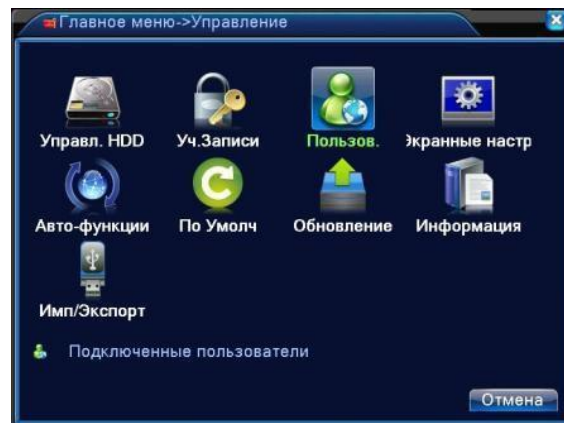 Главное меню->Управление
Управл. HDD Уч.Записи Пользов. Экранные настр
Авто-функции По Умолч Обновление Информация
Имп/Экспорт
Подключенные пользователи
Отмена